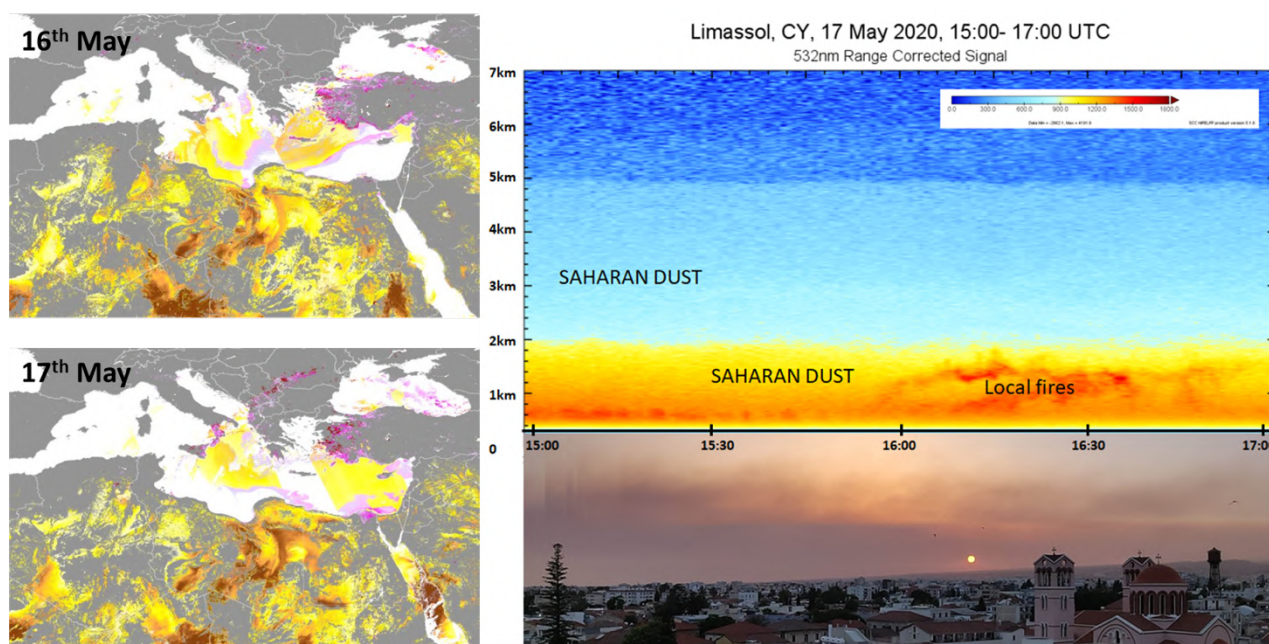 16th May
17th May
Limassol, CY, 17 May 2020, 15:00- 17:00 UTC
532nm Range Corrected Signal
7km
6km
5km
4km
3km
2km
1km
0
0.0 300.0 600.0 900.0 1200.0 1500.0 1800.0
SAHARAN DUST
SAHARAN DUST
Local fires
15:00 15:30 16:00 16:30 17:00